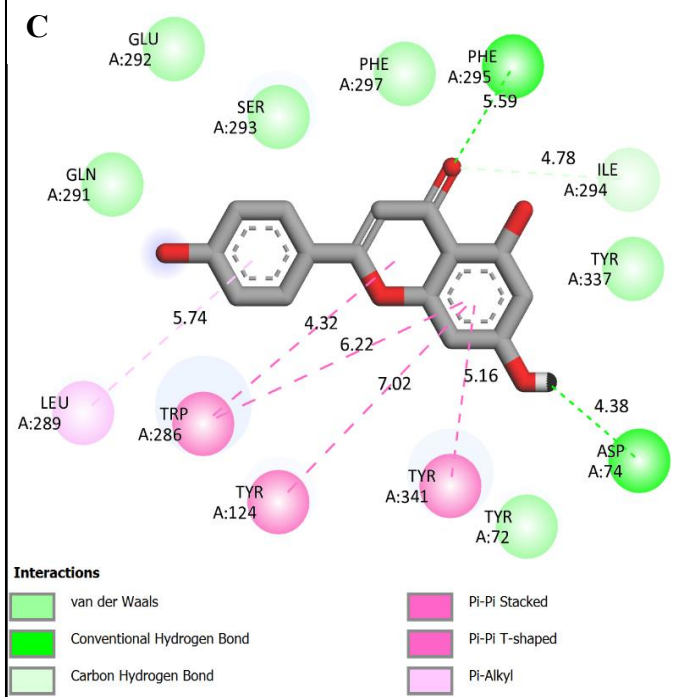 C
GLU
A:292
PHE
A:297
PHE
A:295
5.59
SER
A:293
4.78
ILE
A:294
GLN
A:291
TYR
A:337
5.74
4.32
6.22
7.02
5.16
4.38
LEU
A:289
TRP
A:286
TYR
A:124
TYR
A:341
TYR
A:72
ASP
A:74
Interactions
van der Waals
Conventional Hydrogen Bond
Carbon Hydrogen Bond
Pi-Pi Stacked
Pi-Pi T-shaped
Pi-Alkyl